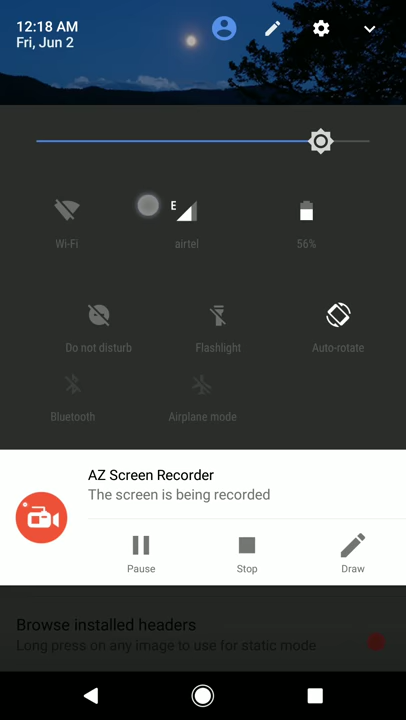 12:18 AM
Fri, Jun 2
E
Wi-Fi
airtel
56%
Do not disturb
Flashlight
Auto-rotate
Bluetooth
Airplane mode
AZ Screen Recorder
The screen is being recorded
Pause
Stop
Draw
Browse installed headers
Long press on any image to use for static mode